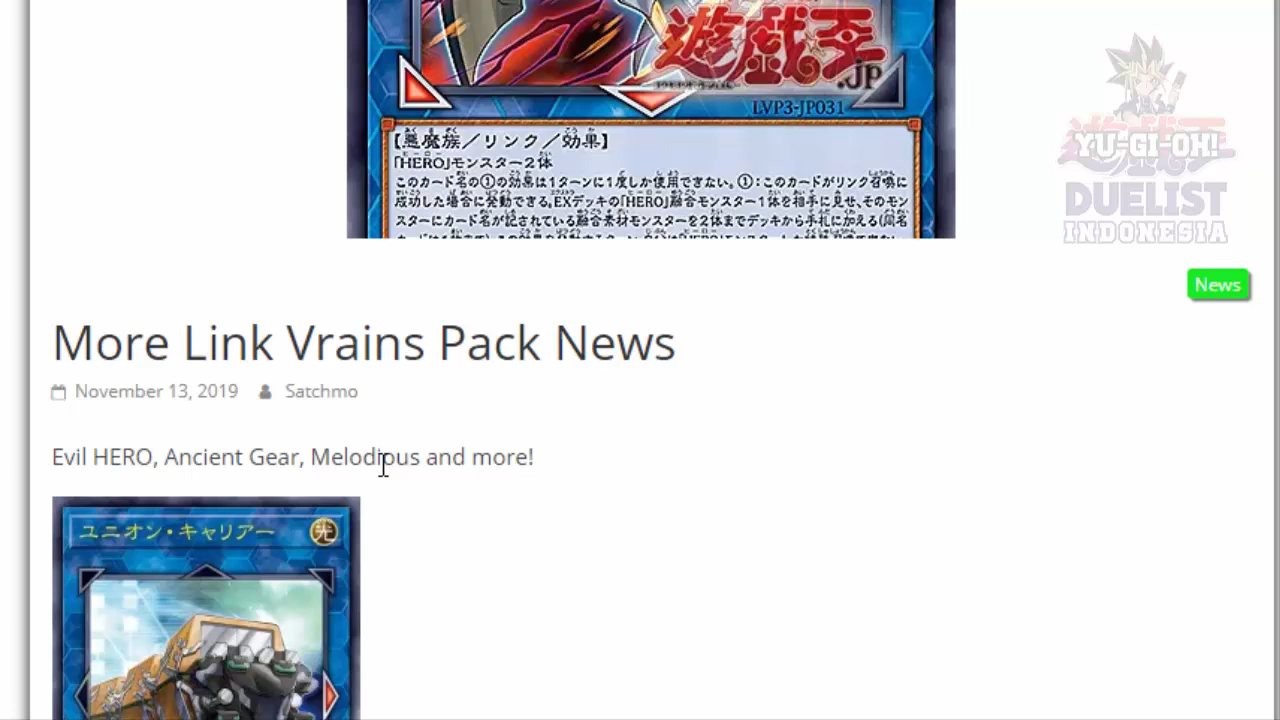 遊戯王.jp
LVP3-JP031
【悪魔族／リンク／効果】
「HERO」モンスター２体
このカード名の①の効果は１ターンに１度しか使用できない。①：このカードがリンク召喚に
成功した場合に発動できる。EXデッキの「HERO」融合モンスター１体を相手に見せ、そのモン
スターにカード名が記されている融合素材モンスターを２体までデッキから手札に加える(同名
YU-GI-OH!
DUELIST
INDONESIA
News
More Link Vrains Pack News
November 13, 2019 Satchmo
Evil HERO, Ancient Gear, Melodious and more!
ユニオン・キャリアー 光